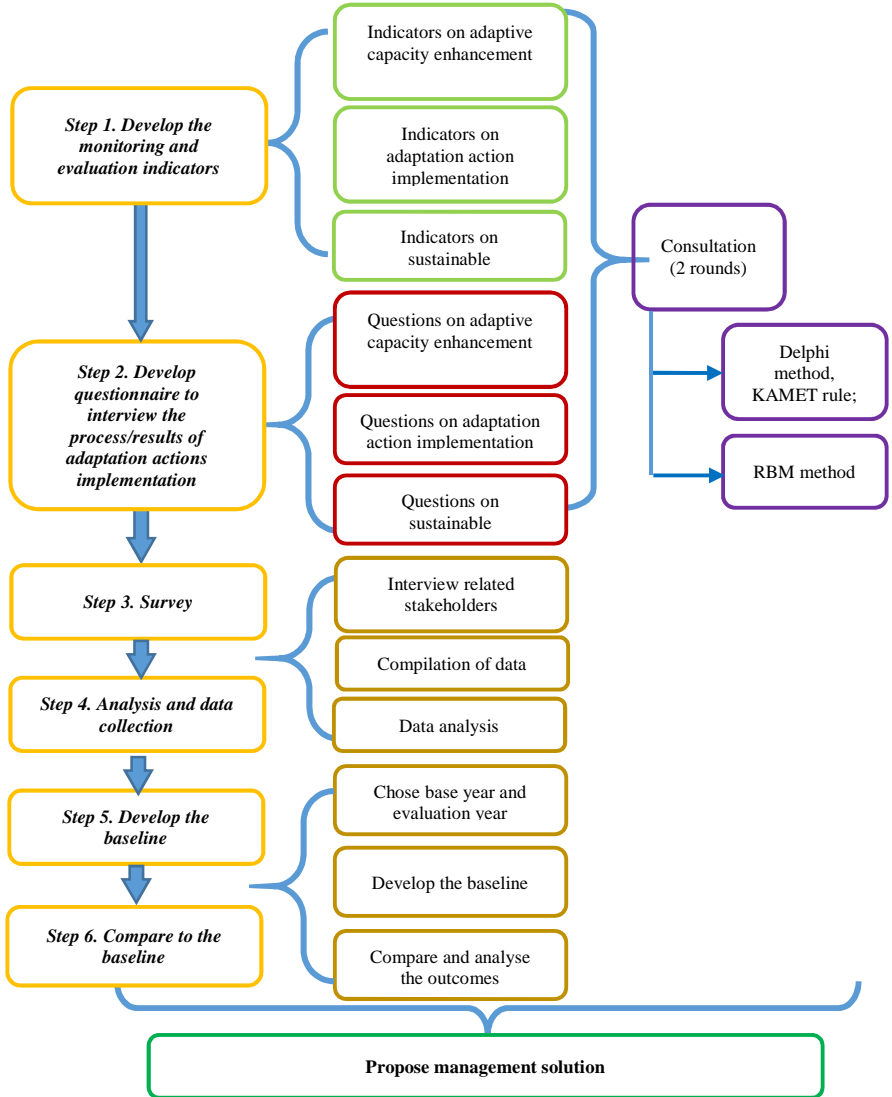 Step 1. Develop the
monitoring and
evaluation indicators
Indicators on adaptive
capacity enhancement
Indicators on
adaptation action
implementation
Indicators on
sustainable
Consultation
(2 rounds)
Delphi
method,
KAMET rule;
RBM method
Step 2. Develop
questionnaire to
interview the
process/results of
adaptation actions
implementation
Questions on adaptive
capacity enhancement
Questions on adaptation
action implementation
Questions on
sustainable
Step 3. Survey
Step 4. Analysis and data
collection
Interview related
stakeholders
Compilation of data
Data analysis
Step 5. Develop the
baseline
Step 6. Compare to the
baseline
Chose base year and
evaluation year
Develop the baseline
Compare and analyse
the outcomes
Propose management solution